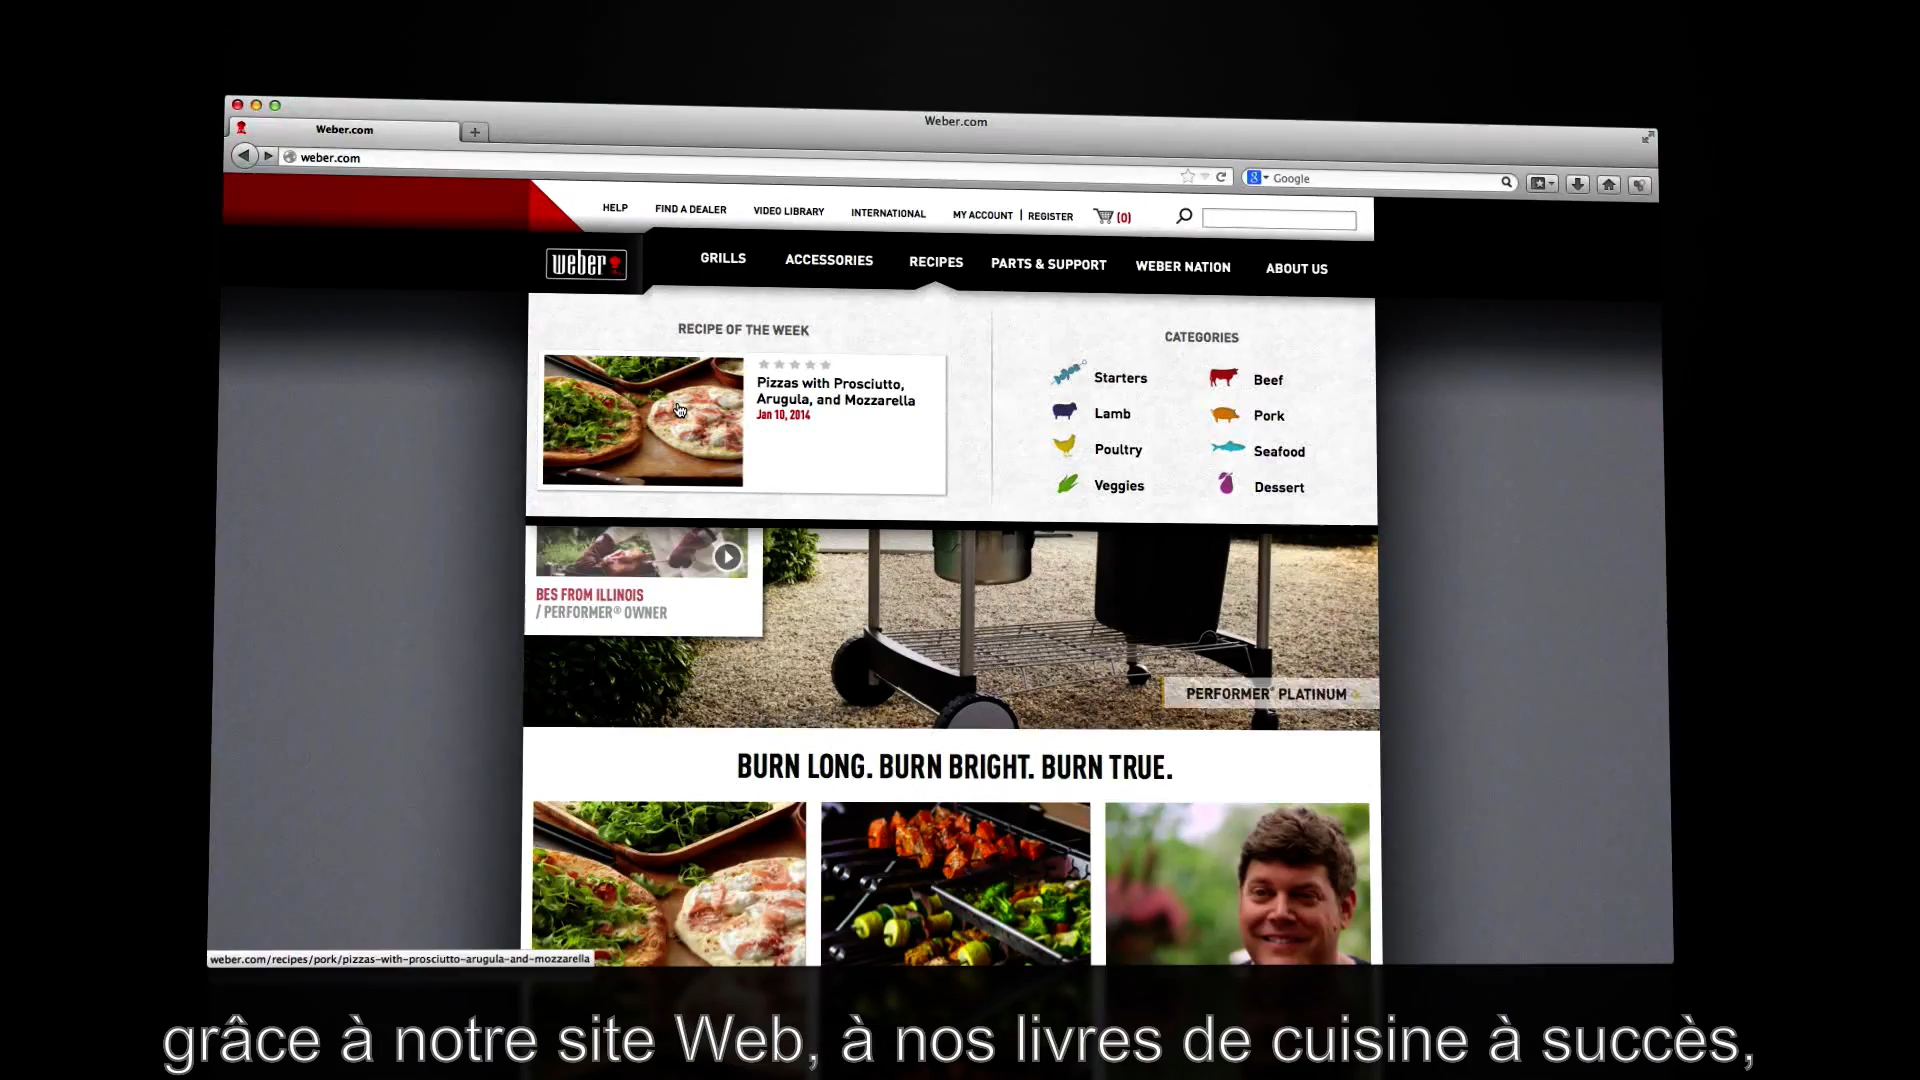 Weber.com
Weber.com
weber.com
Google
HELP
FIND A DEALER
VIDEO LIBRARY
INTERNATIONAL
MY ACCOUNT | REGISTER
(0)
weber
GRILLS
ACCESSORIES
RECIPES
PARTS & SUPPORT
WEBER NATION
ABOUT US
RECIPE OF THE WEEK
Pizzas with Prosciutto,
Arugula, and Mozzarella
Jan 10, 2014
CATEGORIES
Starters
Beef
Lamb
Pork
Poultry
Seafood
Veggies
Dessert
BES FROM ILLINOIS
/ PERFORMER® OWNER
PERFORMER® PLATINUM >
BURN LONG. BURN BRIGHT. BURN TRUE.
weber.com/recipes/pork/pizzas-with-prosciutto-arugula-and-mozzarella
grâce à notre site Web, à nos livres de cuisine à succès,